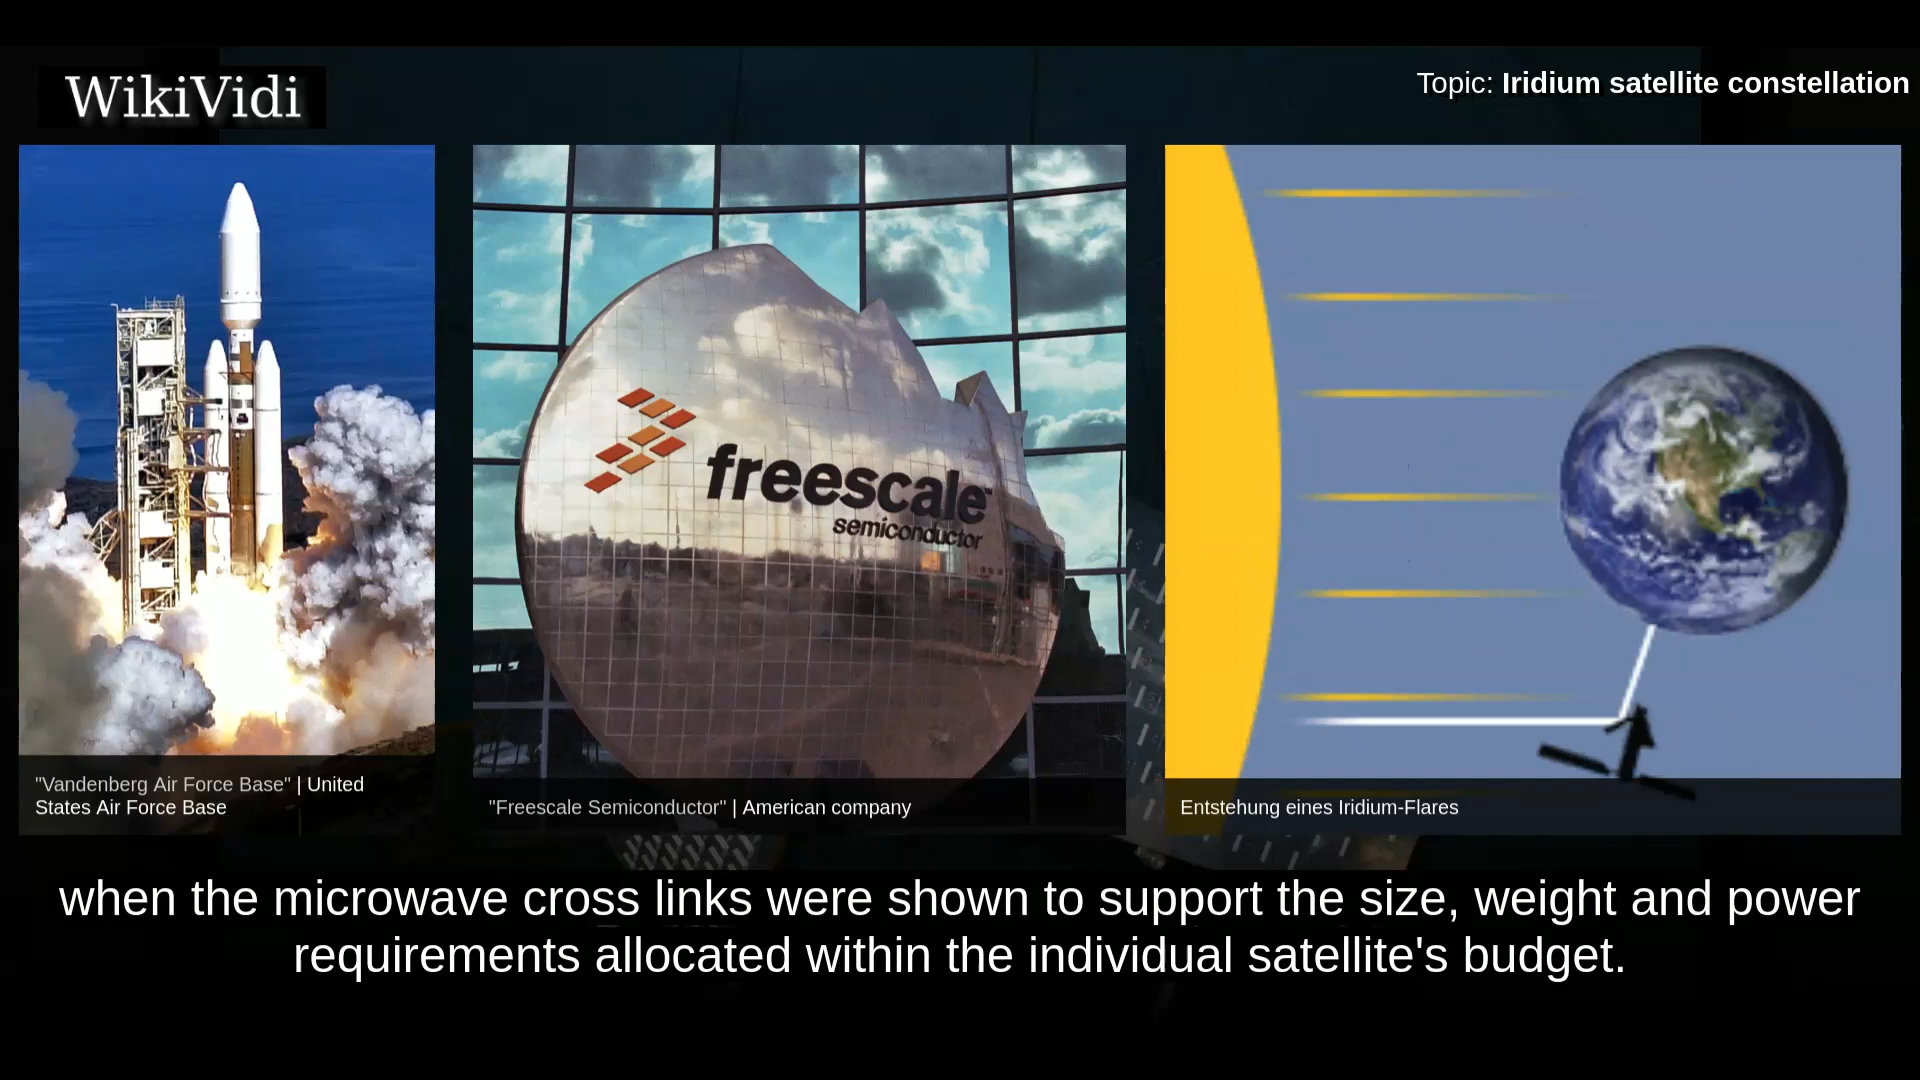 WikiVidi
Topic: Iridium satellite constellation
freescale™
semiconductor
"Vandenberg Air Force Base" | United
States Air Force Base
"Freescale Semiconductor" | American company
Entstehung eines Iridium-Flares
when the microwave cross links were shown to support the size, weight and power
requirements allocated within the individual satellite's budget.